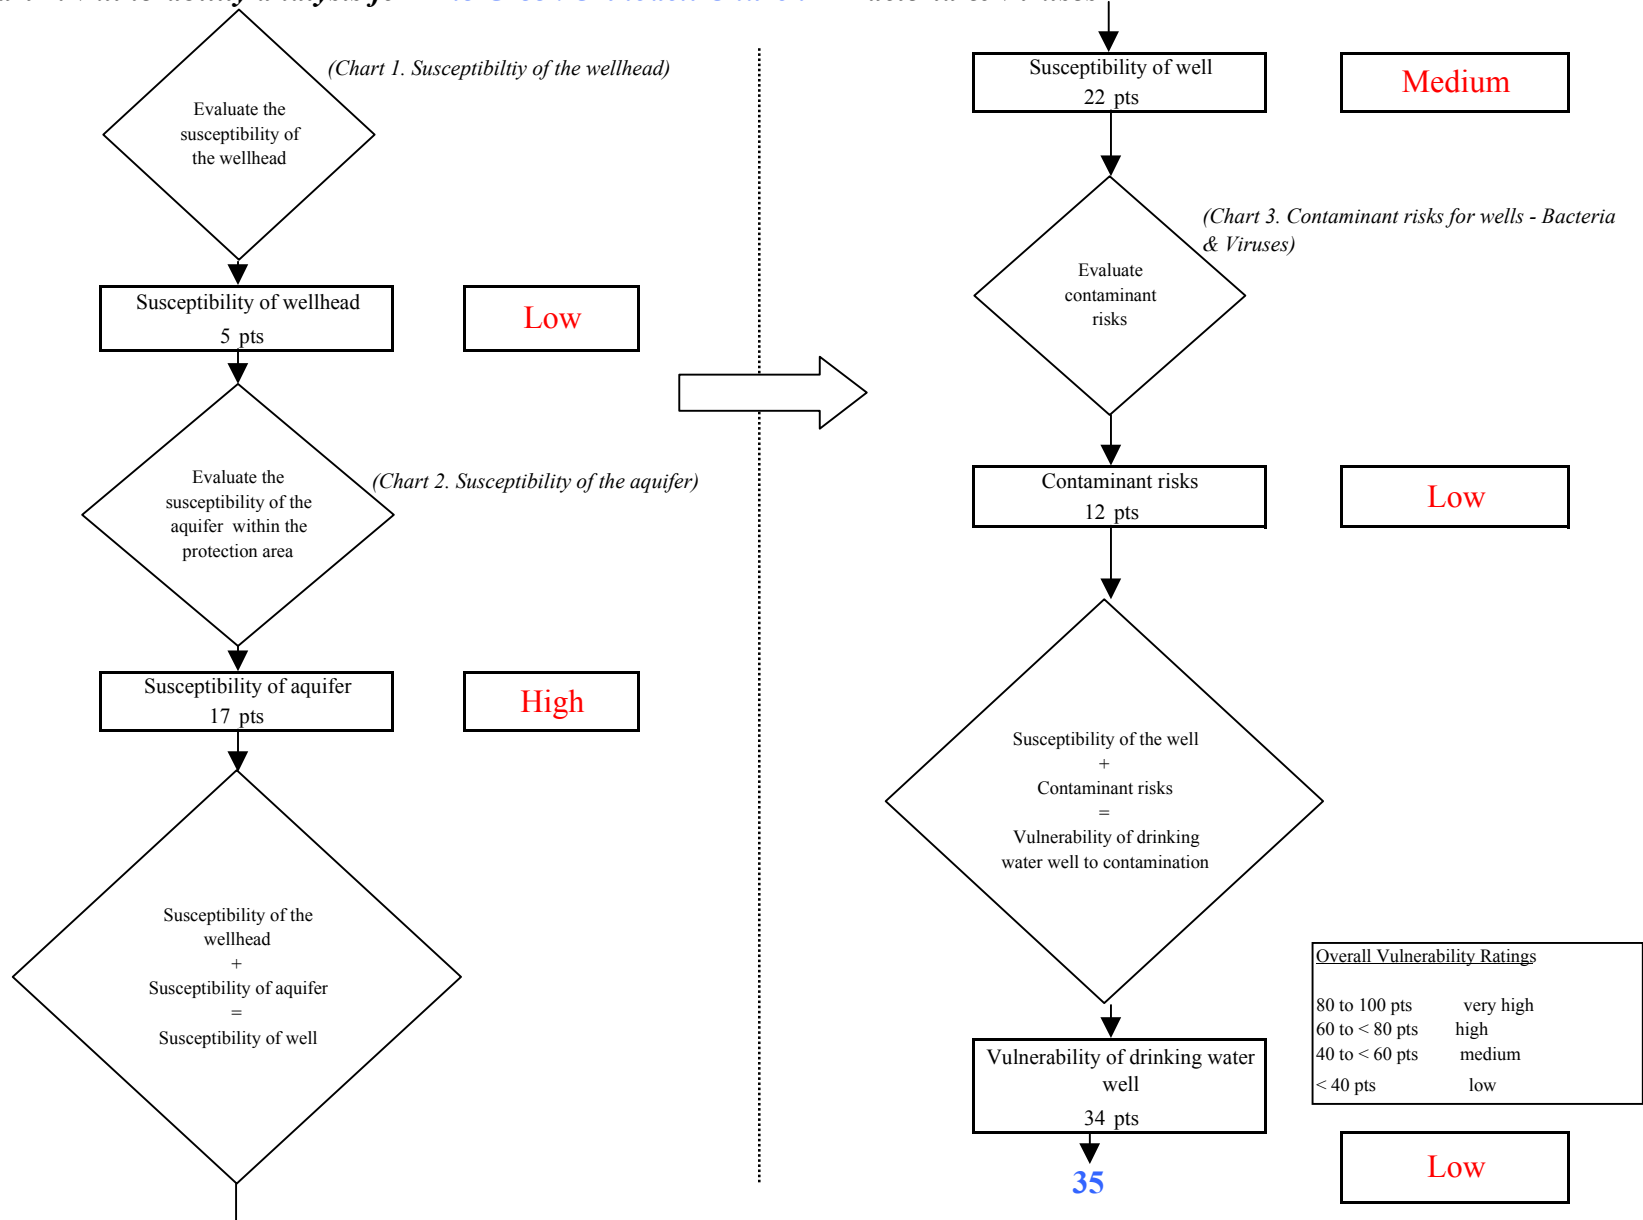 (Chart 1. Susceptibiltiy of the wellhead)
Evaluate the
susceptibility of
the wellhead
Susceptibility of wellhead
5 pts
Low
Evaluate the
susceptibility of the
aquifer within the
protection area
(Chart 2. Susceptibility of the aquifer)
Susceptibility of aquifer
17 pts
High
Susceptibility of the
wellhead
+
Susceptibility of aquifer
=
Susceptibility of well
Susceptibility of well
22 pts
Medium
(Chart 3. Contaminant risks for wells - Bacteria
& Viruses)
Evaluate
contaminant
risks
Contaminant risks
12 pts
Low
Susceptibility of the well
+
Contaminant risks
=
Vulnerability of drinking
water well to contamination
Vulnerability of drinking water
well
34 pts
35
Overall Vulnerability Ratings
80 to 100 pts very high
60 to < 80 pts high
40 to < 60 pts medium
< 40 pts low
Low